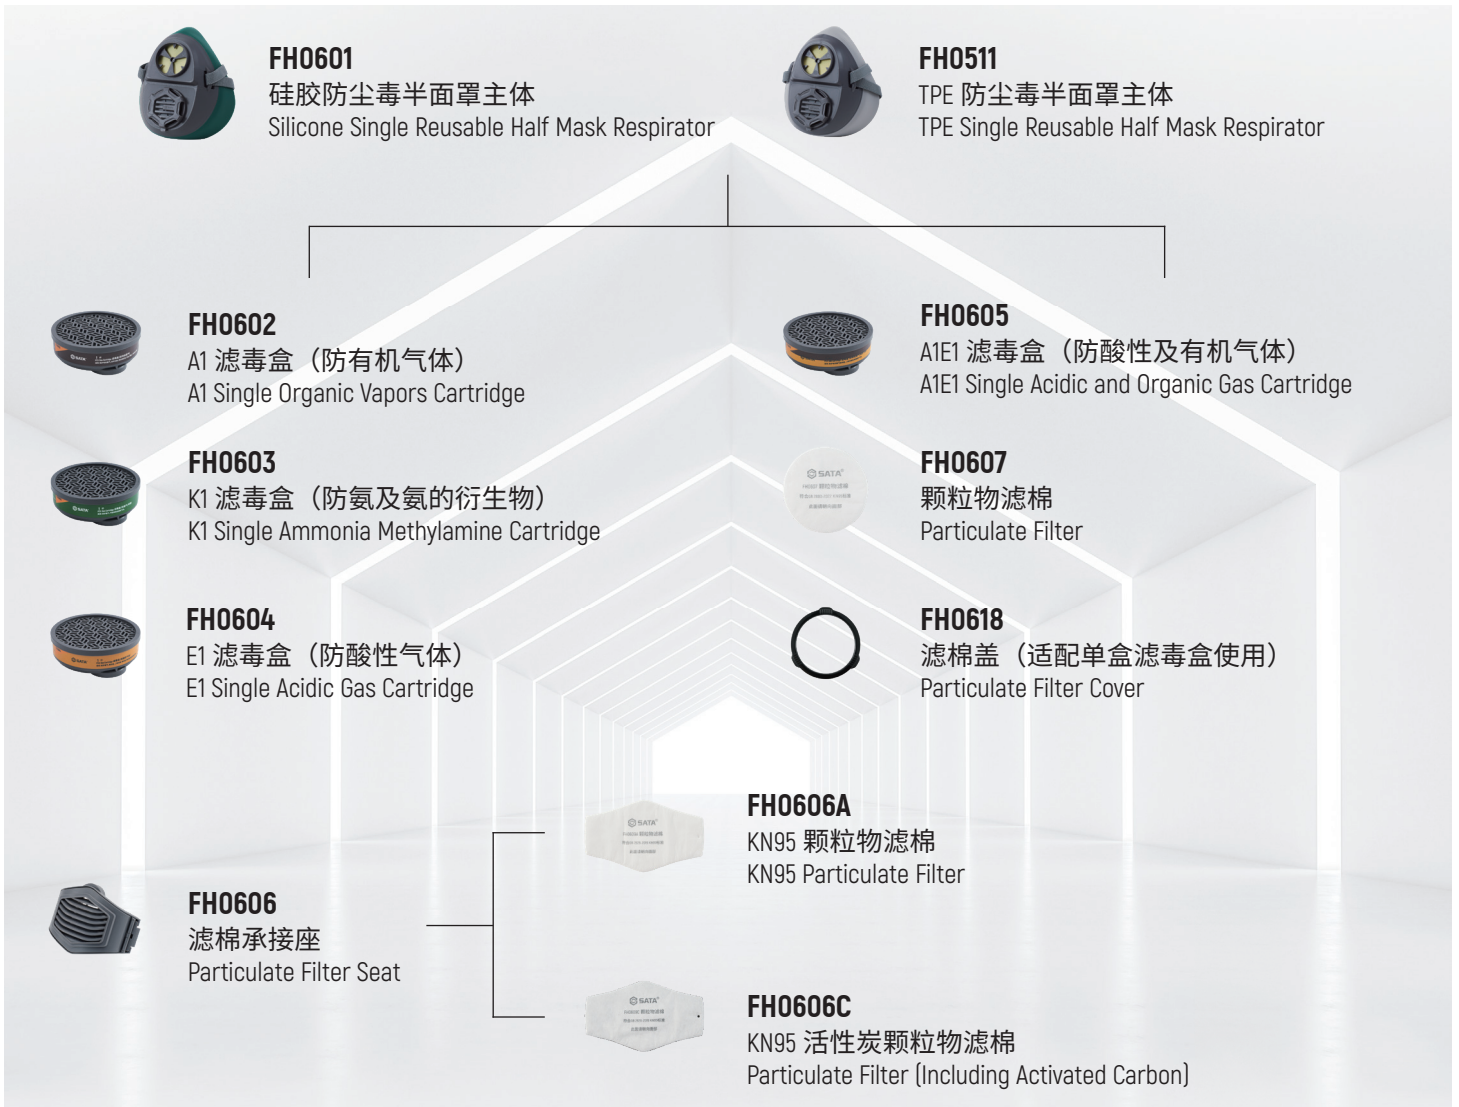 FH0601
硅胶防尘毒半面罩主体
Silicone Single Reusable Half Mask Respirator
FH0511
TPE 防尘毒半面罩主体
TPE Single Reusable Half Mask Respirator
FH0602
A1 滤毒盒（防有机气体）
A1 Single Organic Vapors Cartridge
FH0605
A1E1 滤毒盒（防酸性及有机气体）
A1E1 Single Acidic and Organic Gas Cartridge
FH0603
K1 滤毒盒（防氨及氨的衍生物）
K1 Single Ammonia Methylamine Cartridge
SATA
FH0607
颗粒物滤棉
Particulate Filter
FH0604
E1 滤毒盒（防酸性气体）
E1 Single Acidic Gas Cartridge
FH0618
滤棉盖（适配单盒滤毒盒使用）
Particulate Filter Cover
SATA
FH0606A
KN95 颗粒物滤棉
KN95 Particulate Filter
FH0606
滤棉承接座
Particulate Filter Seat
SATA
FH0606C
KN95 活性炭颗粒物滤棉
Particulate Filter (Including Activated Carbon)